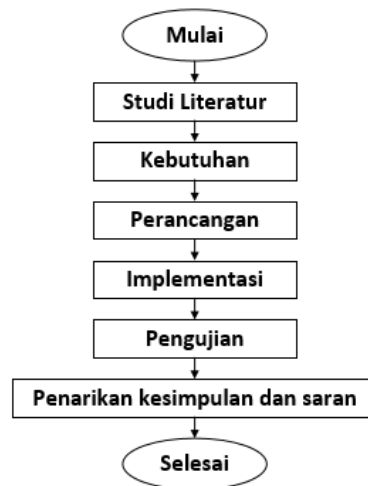 Mulai
Studi Literatur
Kebutuhan
Perancangan
Implementasi
Pengujian
Penarikan kesimpulan dan saran
Selesai